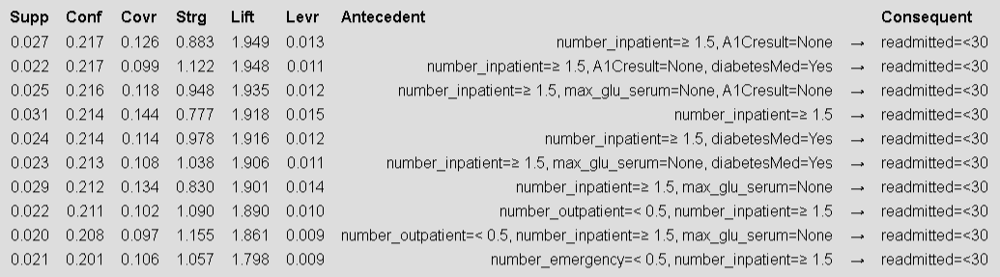 Supp Conf Covr Strg Lift Levr Antecedent Consequent
0.027 0.217 0.126 0.883 1.949 0.013 number_inpatient=≥ 1.5, A1Cresult=None → readmitted=<30
0.022 0.217 0.099 1.122 1.948 0.011 number_inpatient=≥ 1.5, A1Cresult=None, diabetesMed=Yes → readmitted=<30
0.025 0.216 0.118 0.948 1.935 0.012 number_inpatient=≥ 1.5, max_glu_serum=None, A1Cresult=None → readmitted=<30
0.031 0.214 0.144 0.777 1.918 0.015 number_inpatient=≥ 1.5 → readmitted=<30
0.024 0.214 0.114 0.978 1.916 0.012 number_inpatient=≥ 1.5, diabetesMed=Yes → readmitted=<30
0.023 0.213 0.108 1.038 1.906 0.011 number_inpatient=≥ 1.5, max_glu_serum=None, diabetesMed=Yes → readmitted=<30
0.029 0.212 0.134 0.830 1.901 0.014 number_inpatient=≥ 1.5, max_glu_serum=None → readmitted=<30
0.022 0.211 0.102 1.090 1.890 0.010 number_outpatient=< 0.5, number_inpatient=≥ 1.5 → readmitted=<30
0.020 0.208 0.097 1.155 1.861 0.009 number_outpatient=< 0.5, number_inpatient=≥ 1.5, max_glu_serum=None → readmitted=<30
0.021 0.201 0.106 1.057 1.798 0.009 number_emergency=< 0.5, number_inpatient=≥ 1.5 → readmitted=<30